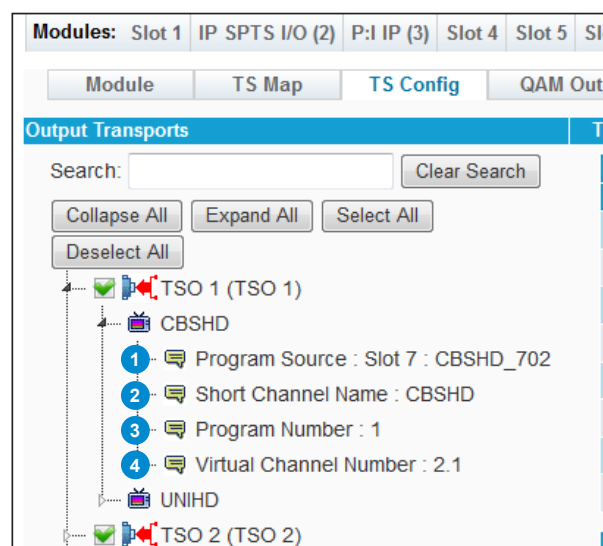 Modules: Slot 1 IP SPTS I/O (2) P:I IP (3) Slot 4 Slot 5
Module TS Map TS Config QAM Out
Output Transports
Search: Clear Search
Collapse All Expand All Select All
Deselect All
TSO 1 (TSO 1)
CBSHD
1 Program Source : Slot 7 : CBSHD_702
2 Short Channel Name : CBSHD
3 Program Number : 1
4 Virtual Channel Number : 2.1
UNIHD
TSO 2 (TSO 2)